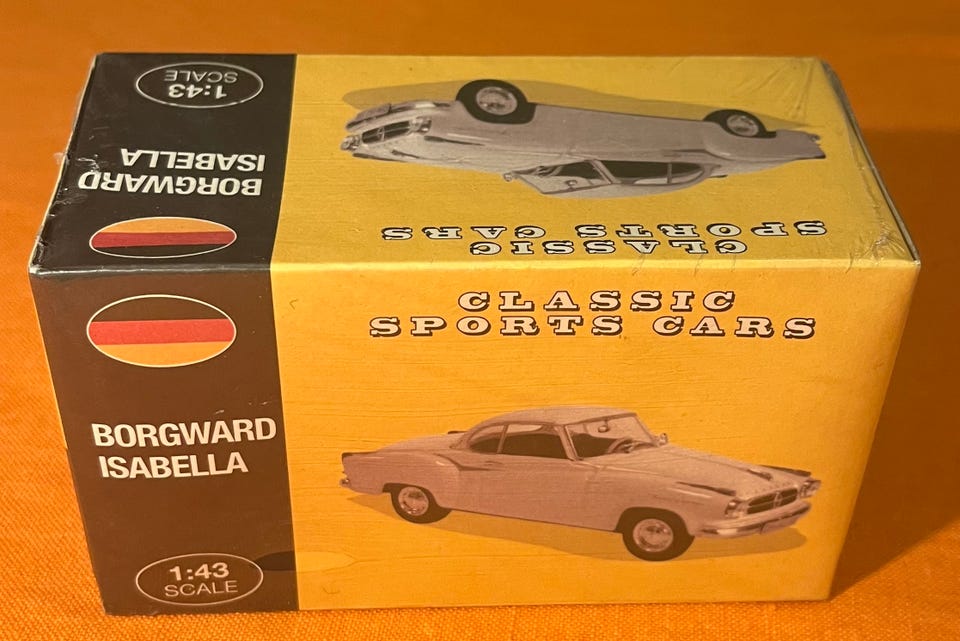 1:43
SCALE
BORGWARD
ISABELLA
CLASSIC
SPORTS CARS
CLASSIC
SPORTS CARS
BORGWARD
ISABELLA
1:43
SCALE